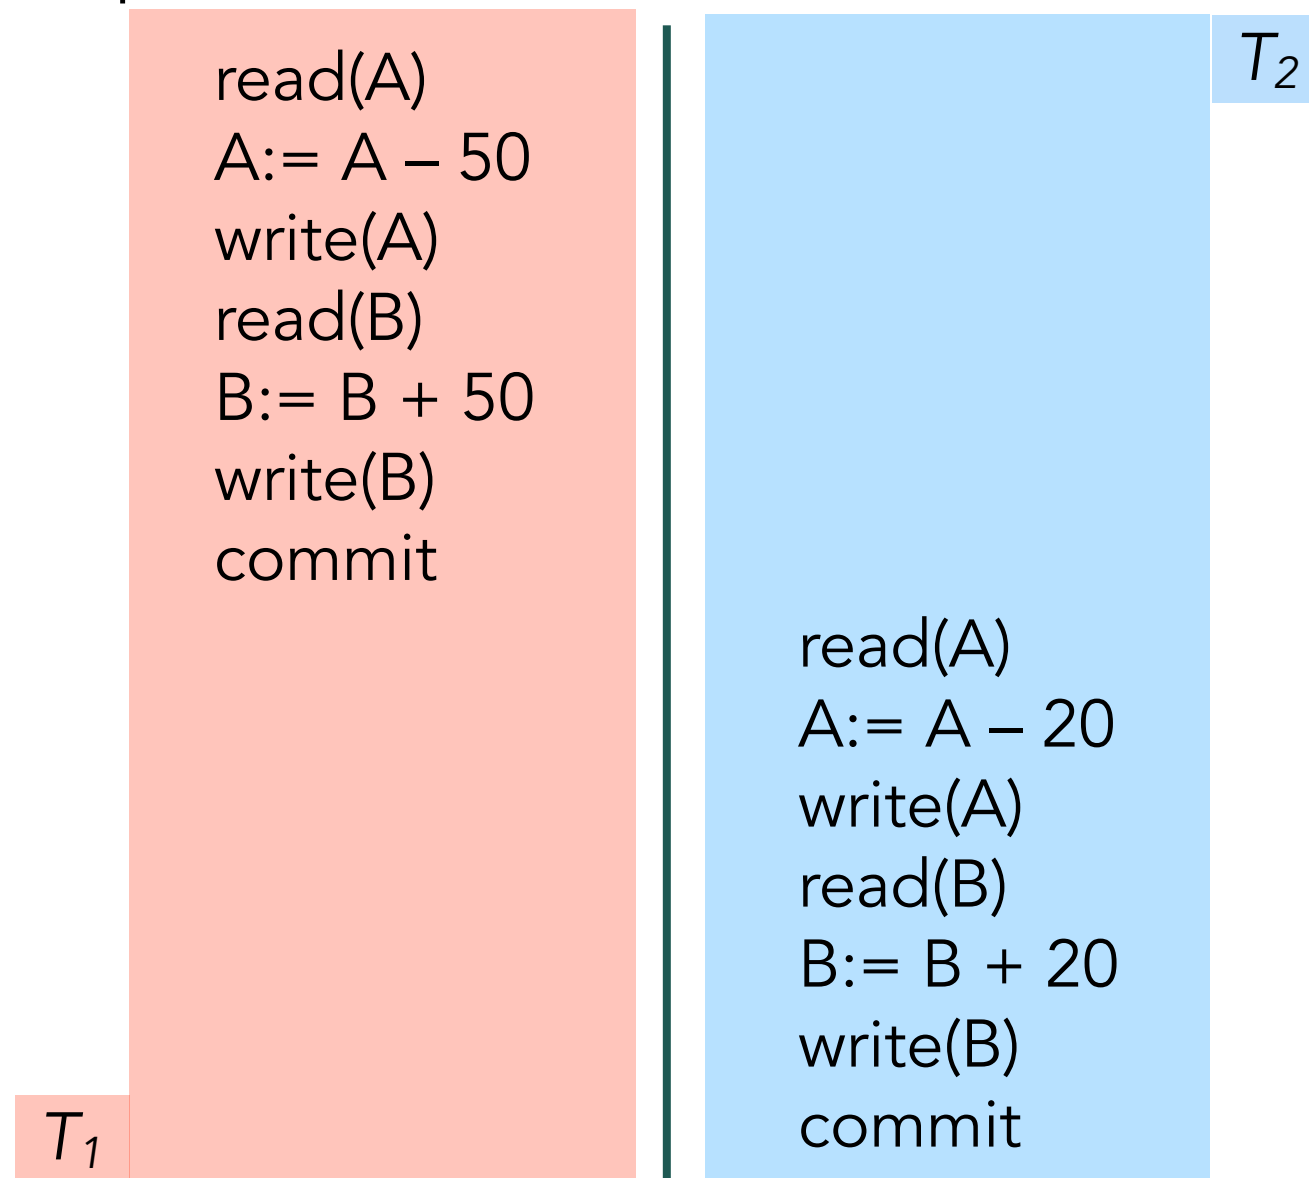 T2
read(A)
A:= A – 50
write(A)
read(B)
B:= B + 50
write(B)
commit
read(A)
A:= A – 20
write(A)
read(B)
B:= B + 20
write(B)
commit
T1